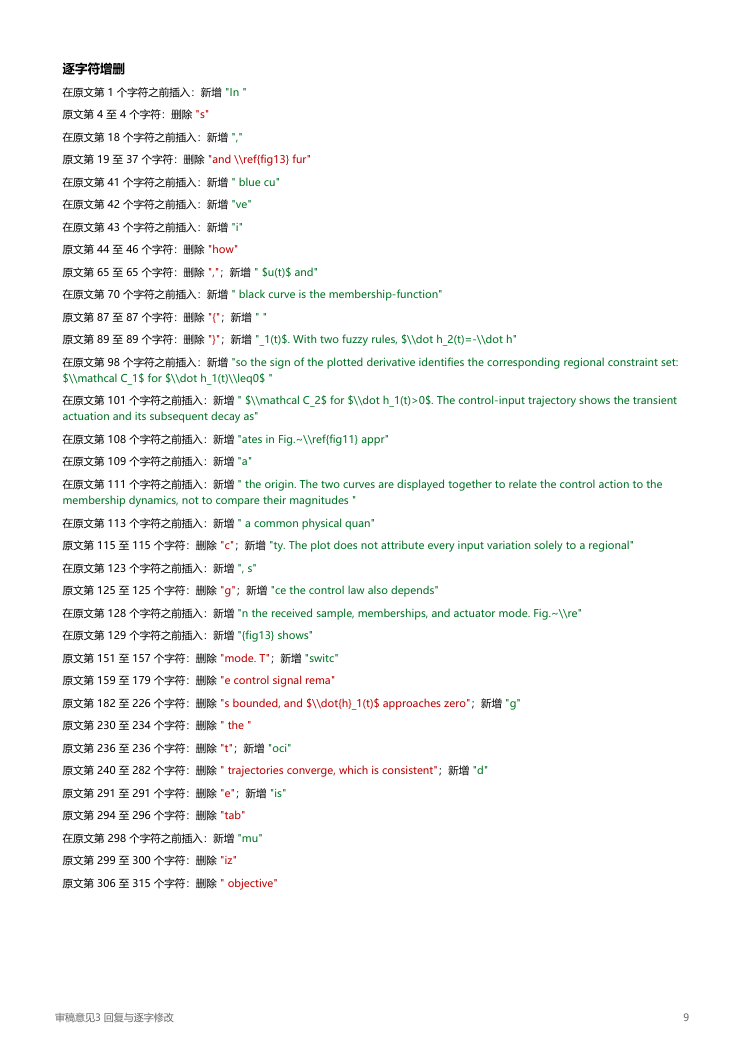 逐字符增删
在原文第 1 个字符之前插入：新增 "In "
原文第 4 至 4 个字符：删除 "s"
在原文第 18 个字符之前插入：新增 ","
原文第 19 至 37 个字符：删除 "and \\ref{fig13} fur"
在原文第 41 个字符之前插入：新增 " blue cu"
在原文第 42 个字符之前插入：新增 "ve"
在原文第 43 个字符之前插入：新增 "i"
原文第 44 至 46 个字符：删除 "how"
原文第 65 至 65 个字符：删除 ","；新增 " $u(t)$ and"
在原文第 70 个字符之前插入：新增 " black curve is the membership-function"
原文第 87 至 87 个字符：删除 "{"；新增 " "
原文第 89 至 89 个字符：删除 "}"；新增 "_1(t)$. With two fuzzy rules, $\\dot h_2(t)=-\\dot h"
在原文第 98 个字符之前插入：新增 "so the sign of the plotted derivative identifies the corresponding regional constraint set:
$\\mathcal C_1$ for $\\dot h_1(t)\\leq0$ "
在原文第 101 个字符之前插入：新增 " $\\mathcal C_2$ for $\\dot h_1(t)>0$. The control-input trajectory shows the transient
actuation and its subsequent decay as"
在原文第 108 个字符之前插入：新增 "ates in Fig.~\\ref{fig11} appr"
在原文第 109 个字符之前插入：新增 "a"
在原文第 111 个字符之前插入：新增 " the origin. The two curves are displayed together to relate the control action to the
membership dynamics, not to compare their magnitudes "
在原文第 113 个字符之前插入：新增 " a common physical quan"
原文第 115 至 115 个字符：删除 "c"；新增 "ty. The plot does not attribute every input variation solely to a regional"
在原文第 123 个字符之前插入：新增 ", s"
原文第 125 至 125 个字符：删除 "g"；新增 "ce the control law also depends"
在原文第 128 个字符之前插入：新增 "n the received sample, memberships, and actuator mode. Fig.~\\re"
在原文第 129 个字符之前插入：新增 "{fig13} shows"
原文第 151 至 157 个字符：删除 "mode. T"；新增 "switc"
原文第 159 至 179 个字符：删除 "e control signal rema"
原文第 182 至 226 个字符：删除 "s bounded, and $\\dot{h}_1(t)$ approaches zero"；新增 "g"
原文第 230 至 234 个字符：删除 " the "
原文第 236 至 236 个字符：删除 "t"；新增 "oci"
原文第 240 至 282 个字符：删除 " trajectories converge, which is consistent"；新增 "d"
原文第 291 至 291 个字符：删除 "e"；新增 "is"
原文第 294 至 296 个字符：删除 "tab"
在原文第 298 个字符之前插入：新增 "mu"
原文第 299 至 300 个字符：删除 "iz"
原文第 306 至 315 个字符：删除 " objective"
审稿意见3 回复与逐字修改
9